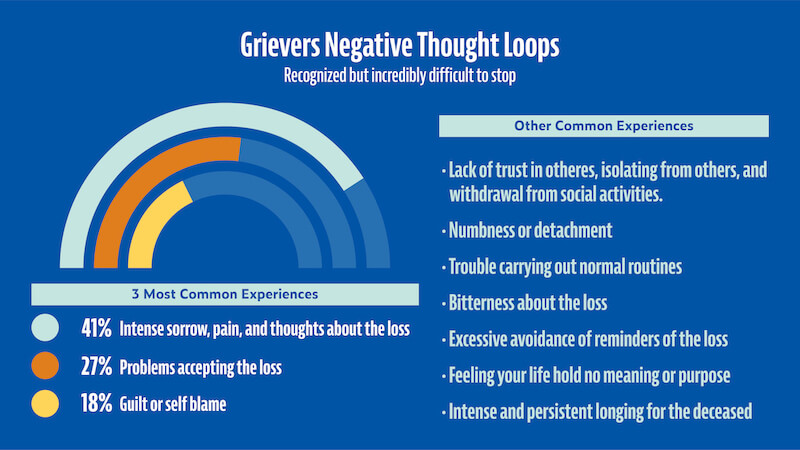 Grievers Negative Thought Loops
Recognized but incredibly difficult to stop
3 Most Common Experiences
41% Intense sorrow, pain, and thoughts about the loss
27% Problems accepting the loss
18% Guilt or self blame
Other Common Experiences
· Lack of trust in otheres, isolating from others, and
withdrawal from social activities.
· Numbness or detachment
· Trouble carrying out normal routines
· Bitterness about the loss
· Excessive avoidance of reminders of the loss
· Feeling your life hold no meaning or purpose
· Intense and persistent longing for the deceased